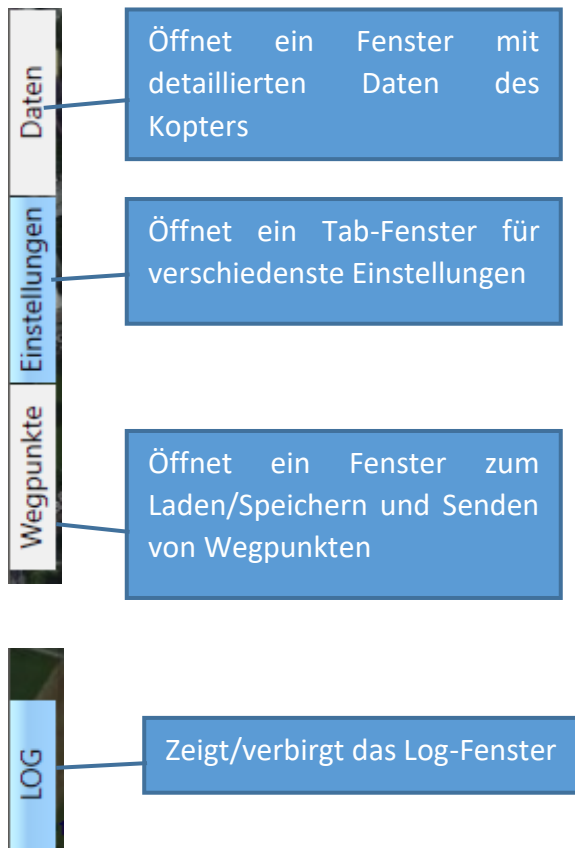 Daten
Öffnet ein Fenster mit
detaillierten Daten des
Kopters
Einstellungen
Öffnet ein Tab-Fenster für
verschiedenste Einstellungen
Wegpunkte
Öffnet ein Fenster zum
Laden/Speichern und Senden
von Wegpunkten
LOG
Zeigt/verbirgt das Log-Fenster